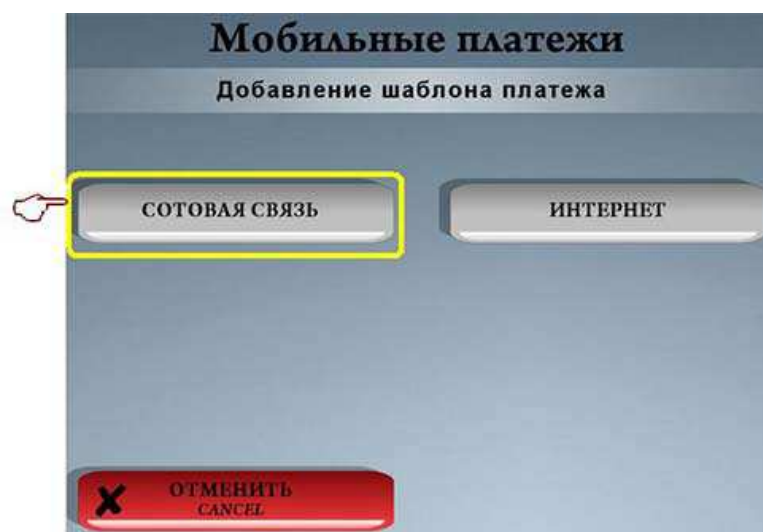 Мобильные платежи
Добавление шаблона платежа
СОТОВАЯ СВЯЗЬ
ИНТЕРНЕТ
ОТМЕНИТЬ
CANCEL